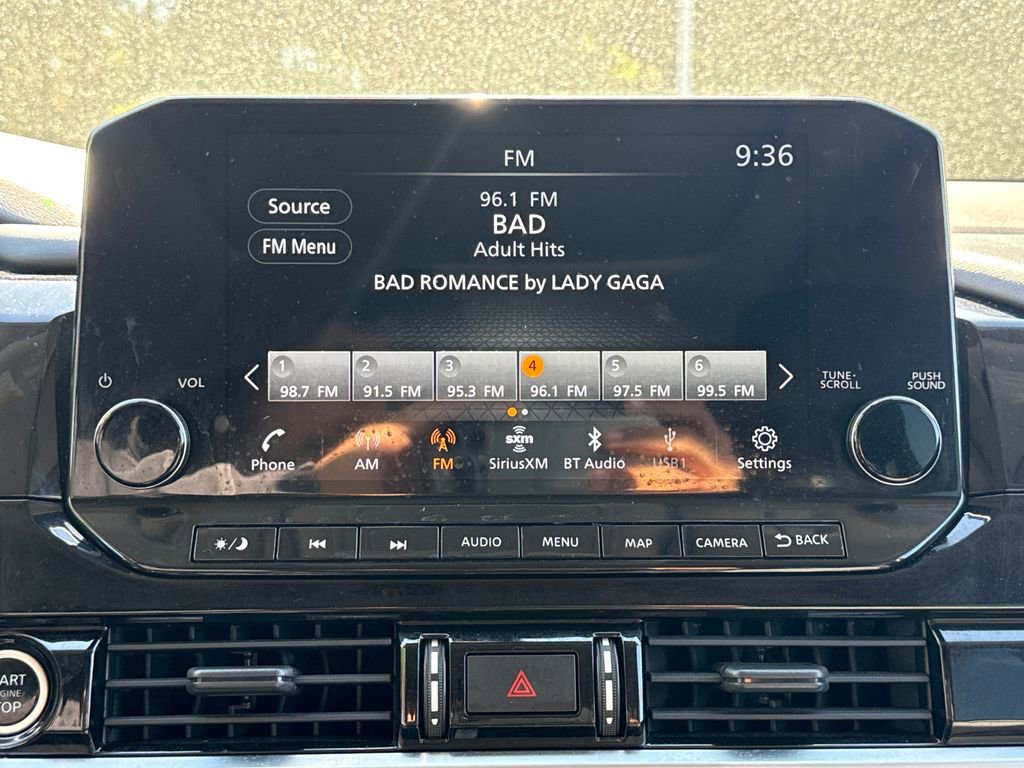 FM
9:36
Source
FM Menu
96.1 FM
BAD
Adult Hits
BAD ROMANCE by LADY GAGA
1 2 3 4 5 6
98.7 FM 91.5 FM 95.3 FM 96.1 FM 97.5 FM 99.5 FM
VOL
TUNE·
SCROLL
PUSH
SOUND
Phone AM FM SiriusXM BT Audio USB1 Settings
sxm
AUDIO MENU MAP CAMERA BACK
ART
GINE
TOP